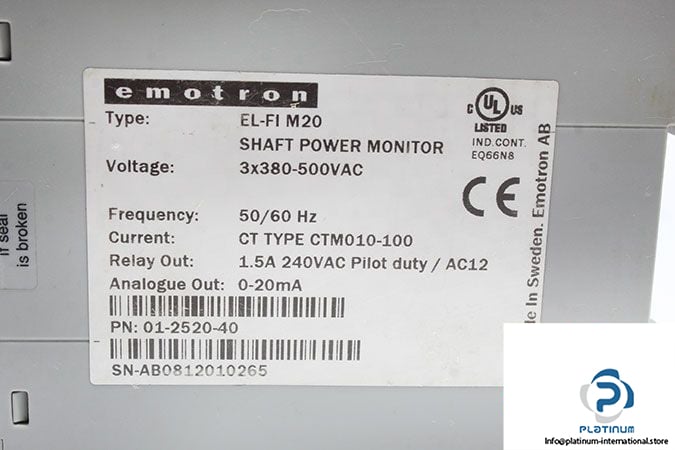 emotron
Type: EL-FI M20
SHAFT POWER MONITOR
Voltage: 3x380-500VAC
Frequency: 50/60 Hz
Current: CT TYPE CTM010-100
Relay Out: 1.5A 240VAC Pilot duty / AC12
Analogue Out: 0-20mA
PN: 01-2520-40
SN-AB0812010265
C UL US
LISTED
IND.CONT.
EQ66N8
CE
de In Sweden. Emotron AB
if seal
is broken
PLATINUM
Info@platinum-international.store